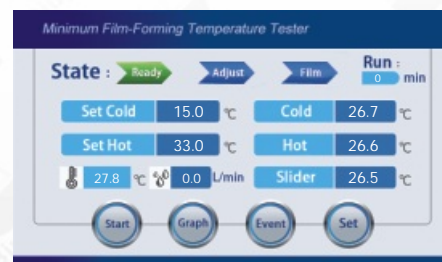 Minimum Film-Forming Temperature Tester
State : Ready Adjust Film Run : 0 min
Set Cold 15.0 ℃ Cold 26.7 ℃
Set Hot 33.0 ℃ Hot 26.6 ℃
27.8 ℃ 0.0 L/min Slider 26.5 ℃
Start Graph Event Set